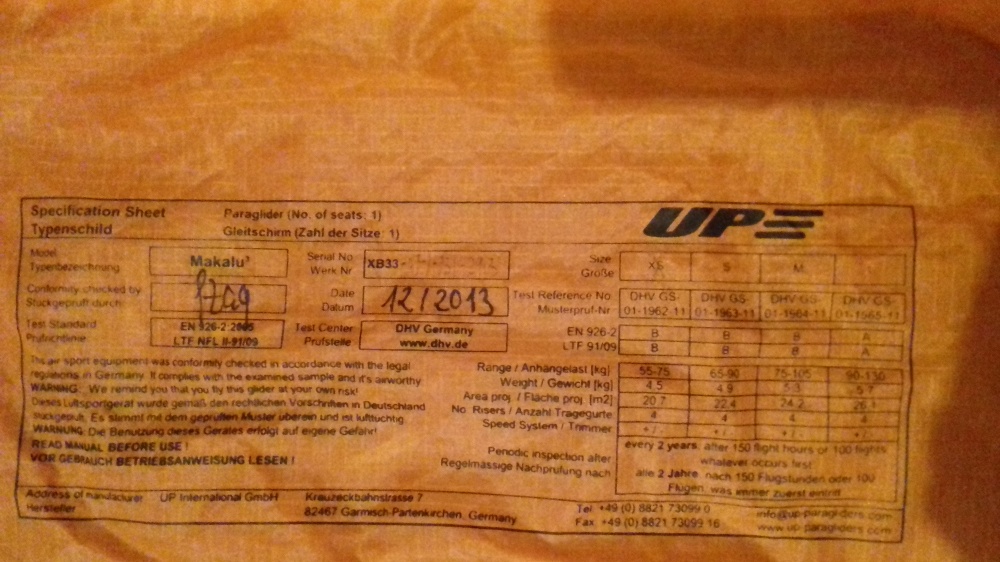 Specification Sheet Paraglider (No. of seats: 1)
Typenschild Gleitschirm (Zahl der Sitze: 1)
UP
Model Makalu³ Serial No XB33- Size XS S M
Typenbezeichnung Werk Nr Größe
Conformity checked by Date 12/2013 Test Reference No. DHV GS- DHV GS- DHV GS- DHV GS-
Stückgeprüft durch: Datum Musterprüf-Nr 01-1962-11 01-1963-11 01-1964-11 01-1965-11
Test Standard EN 926-2:2005 Test Center DHV Germany EN 926-2 B B B A
Prüfrichtlinie LTF NFL II-91/09 Prüfstelle www.dhv.de LTF 91/09 B B B A
This air sport equipment was conformity checked in accordance with the legal
regulations in Germany. It complies with the examined sample and it's airworthy
WARNING: We remind you that you fly this glider at your own risk!
Dieses Luftsportgerät wurde gemäß den rechtlichen Vorschriften in Deutschland
stückgeprüft. Es stimmt mit dem geprüften Muster überein und ist lufttüchtig.
WARNUNG: Die Benutzung dieses Gerätes erfolgt auf eigene Gefahr!
READ MANUAL BEFORE USE !
VOR GEBRAUCH BETRIEBSANWEISUNG LESEN !
Range / Anhängelast [kg] 55-75 65-90 75-105 90-130
Weight / Gewicht [kg] 4.5 4.9 5.3
Area proj. / Fläche proj. [m2] 20.7 22.4 24.2 26.1
No. Risers / Anzahl Tragegurte 4 4 4 4
Speed System / Trimmer + / - + / - + / - + / -
Periodic inspection after every 2 years, after 150 flight hours or 100 flights
whatever occurs first
Regelmässige Nachprüfung nach alle 2 Jahre, nach 150 Flugstunden oder 100
Flügen, was immer zuerst eintritt
Address of manufacturer UP International GmbH Kreuzeckbahnstrasse 7 Tel. +49 (0) 8821 73099 0 info@up-paragliders.com
Hersteller 82467 Garmisch-Partenkirchen, Germany Fax. +49 (0) 8821 73099 16 www.up-paragliders.com